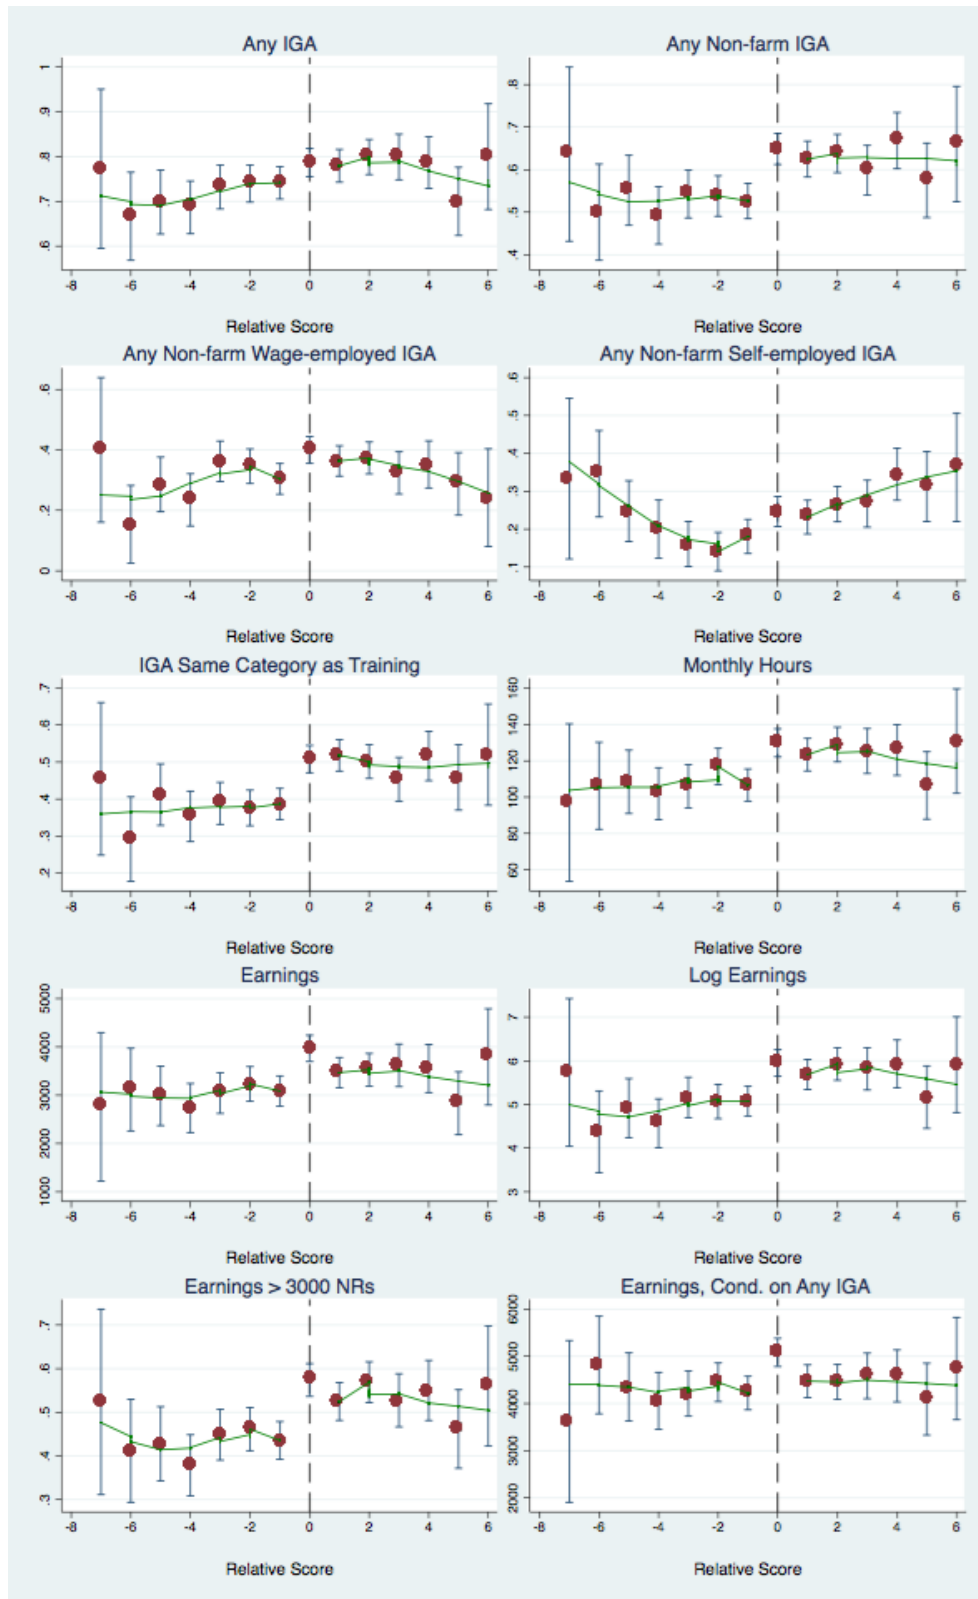 Any IGA
1
.9
.8
.7
.6
-8 -6 -4 -2 0 2 4 6
Relative Score
Any Non-farm IGA
.8
.7
.6
.5
.4
-8 -6 -4 -2 0 2 4 6
Relative Score
Any Non-farm Wage-employed IGA
.6
.4
.2
0
-8 -6 -4 -2 0 2 4 6
Relative Score
Any Non-farm Self-employed IGA
.6
.5
.4
.3
.2
.1
-8 -6 -4 -2 0 2 4 6
Relative Score
IGA Same Category as Training
.7
.6
.5
.4
.3
.2
-8 -6 -4 -2 0 2 4 6
Relative Score
Monthly Hours
160
140
120
100
80
60
-8 -6 -4 -2 0 2 4 6
Relative Score
Earnings
5000
4000
3000
2000
1000
-8 -6 -4 -2 0 2 4 6
Relative Score
Log Earnings
7
6
5
4
3
-8 -6 -4 -2 0 2 4 6
Relative Score
Earnings > 3000 NRs
.7
.6
.5
.4
.3
-8 -6 -4 -2 0 2 4 6
Relative Score
Earnings, Cond. on Any IGA
6000
5000
4000
3000
2000
-8 -6 -4 -2 0 2 4 6
Relative Score